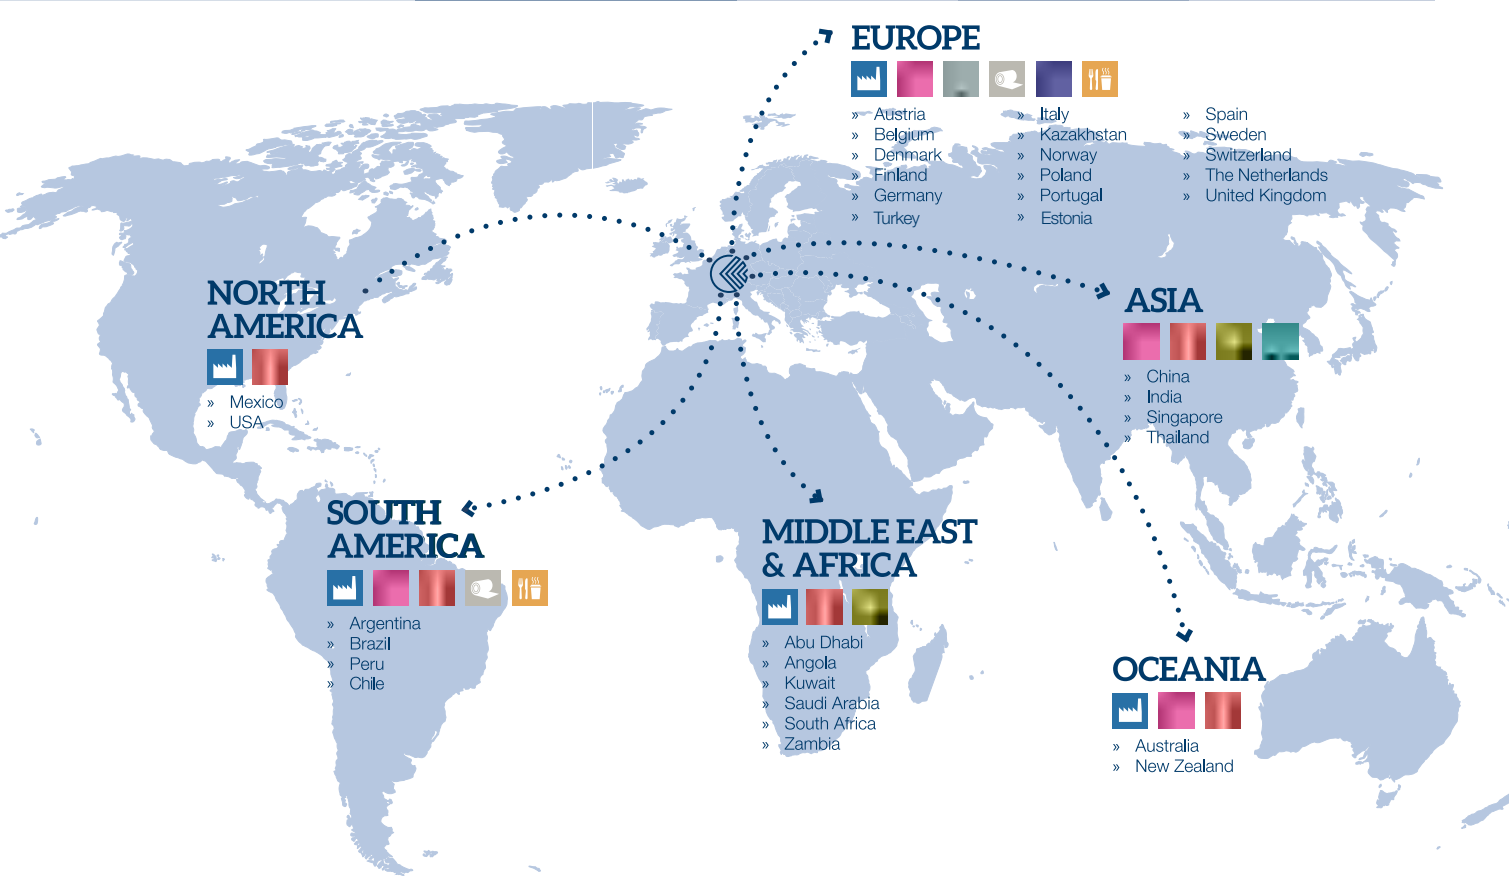 EUROPE
» Austria
» Belgium
» Denmark
» Finland
» Germany
» Turkey
» Italy
» Kazakhstan
» Norway
» Poland
» Portugal
» Estonia
» Spain
» Sweden
» Switzerland
» The Netherlands
» United Kingdom
NORTH
AMERICA
» Mexico
» USA
ASIA
» China
» India
» Singapore
» Thailand
SOUTH
AMERICA
» Argentina
» Brazil
» Peru
» Chile
MIDDLE EAST
& AFRICA
» Abu Dhabi
» Angola
» Kuwait
» Saudi Arabia
» South Africa
» Zambia
OCEANIA
» Australia
» New Zealand